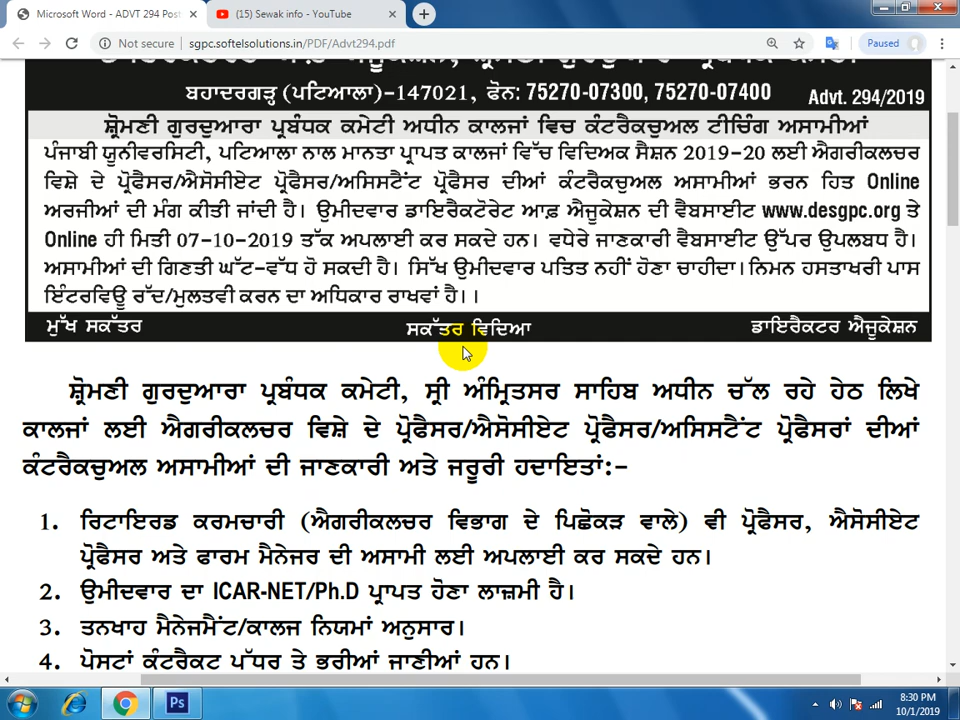 Microsoft Word - ADVT 294 Post
(15) Sewak info - YouTube
Not secure
sgpc.softelsolutions.in/PDF/Advt294.pdf
Paused
ਬਹਾਦਰਗੜ੍ਹ (ਪਟਿਆਲਾ)-147021, ਫੋਨ: 75270-07300, 75270-07400
Advt. 294/2019
ਸ਼੍ਰੋਮਣੀ ਗੁਰਦੁਆਰਾ ਪ੍ਰਬੰਧਕ ਕਮੇਟੀ ਅਧੀਨ ਕਾਲਜਾਂ ਵਿਚ ਕੰਟਰੈਕਚੁਅਲ ਟੀਚਿੰਗ ਅਸਾਮੀਆਂ
ਪੰਜਾਬੀ ਯੂਨੀਵਰਸਿਟੀ, ਪਟਿਆਲਾ ਨਾਲ ਮਾਨਤਾ ਪ੍ਰਾਪਤ ਕਾਲਜਾਂ ਵਿੱਚ ਵਿਦਿਅਕ ਸੈਸ਼ਨ 2019-20 ਲਈ ਐਗਰੀਕਲਚਰ
ਵਿਸ਼ੇ ਦੇ ਪ੍ਰੋਫੈਸਰ/ਐਸੋਸੀਏਟ ਪ੍ਰੋਫੈਸਰ/ਅਸਿਸਟੈਂਟ ਪ੍ਰੋਫੈਸਰ ਦੀਆਂ ਕੰਟਰੈਕਚੁਅਲ ਅਸਾਮੀਆਂ ਭਰਨ ਹਿਤ Online
ਅਰਜੀਆਂ ਦੀ ਮੰਗ ਕੀਤੀ ਜਾਂਦੀ ਹੈ। ਉਮੀਦਵਾਰ ਡਾਇਰੈਕਟੋਰੇਟ ਆਫ਼ ਐਜੂਕੇਸ਼ਨ ਦੀ ਵੈਬਸਾਈਟ www.desgpc.org ਤੇ
Online ਹੀ ਮਿਤੀ 07-10-2019 ਤੱਕ ਅਪਲਾਈ ਕਰ ਸਕਦੇ ਹਨ। ਵਧੇਰੇ ਜਾਣਕਾਰੀ ਵੈਬਸਾਈਟ ਉੱਪਰ ਉਪਲਬਧ ਹੈ।
ਅਸਾਮੀਆਂ ਦੀ ਗਿਣਤੀ ਘੱਟ-ਵੱਧ ਹੋ ਸਕਦੀ ਹੈ। ਸਿੱਖ ਉਮੀਦਵਾਰ ਪਤਿਤ ਨਹੀਂ ਹੋਣਾ ਚਾਹੀਦਾ। ਨਿਮਨ ਹਸਤਾਖਰੀ ਪਾਸ
ਇੰਟਰਵਿਊ ਰੱਦ/ਮੁਲਤਵੀ ਕਰਨ ਦਾ ਅਧਿਕਾਰ ਰਾਖਵਾਂ ਹੈ।।
ਮੁੱਖ ਸਕੱਤਰ ਸਕੱਤਰ ਵਿਦਿਆ ਡਾਇਰੈਕਟਰ ਐਜੂਕੇਸ਼ਨ
ਸ਼੍ਰੋਮਣੀ ਗੁਰਦੁਆਰਾ ਪ੍ਰਬੰਧਕ ਕਮੇਟੀ, ਸ੍ਰੀ ਅੰਮ੍ਰਿਤਸਰ ਸਾਹਿਬ ਅਧੀਨ ਚੱਲ ਰਹੇ ਹੇਠ ਲਿਖੇ
ਕਾਲਜਾਂ ਲਈ ਐਗਰੀਕਲਚਰ ਵਿਸ਼ੇ ਦੇ ਪ੍ਰੋਫੈਸਰ/ਐਸੋਸੀਏਟ ਪ੍ਰੋਫੈਸਰ/ਅਸਿਸਟੈਂਟ ਪ੍ਰੋਫੈਸਰਾਂ ਦੀਆਂ
ਕੰਟਰੈਕਚੁਅਲ ਅਸਾਮੀਆਂ ਦੀ ਜਾਣਕਾਰੀ ਅਤੇ ਜਰੂਰੀ ਹਦਾਇਤਾਂ:-
1. ਰਿਟਾਇਰਡ ਕਰਮਚਾਰੀ (ਐਗਰੀਕਲਚਰ ਵਿਭਾਗ ਦੇ ਪਿਛੋਕੜ ਵਾਲੇ) ਵੀ ਪ੍ਰੋਫੈਸਰ, ਐਸੋਸੀਏਟ
ਪ੍ਰੋਫੈਸਰ ਅਤੇ ਫਾਰਮ ਮੈਨੇਜਰ ਦੀ ਅਸਾਮੀ ਲਈ ਅਪਲਾਈ ਕਰ ਸਕਦੇ ਹਨ।
2. ਉਮੀਦਵਾਰ ਦਾ ICAR-NET/Ph.D ਪ੍ਰਾਪਤ ਹੋਣਾ ਲਾਜ਼ਮੀ ਹੈ।
3. ਤਨਖਾਹ ਮੈਨੇਜਮੈਂਟ/ਕਾਲਜ ਨਿਯਮਾਂ ਅਨੁਸਾਰ।
4. ਪੋਸਟਾਂ ਕੰਟਰੈਕਟ ਪੱਧਰ ਤੇ ਭਰੀਆਂ ਜਾਣੀਆਂ ਹਨ।
Ps
8:30 PM
10/1/2019